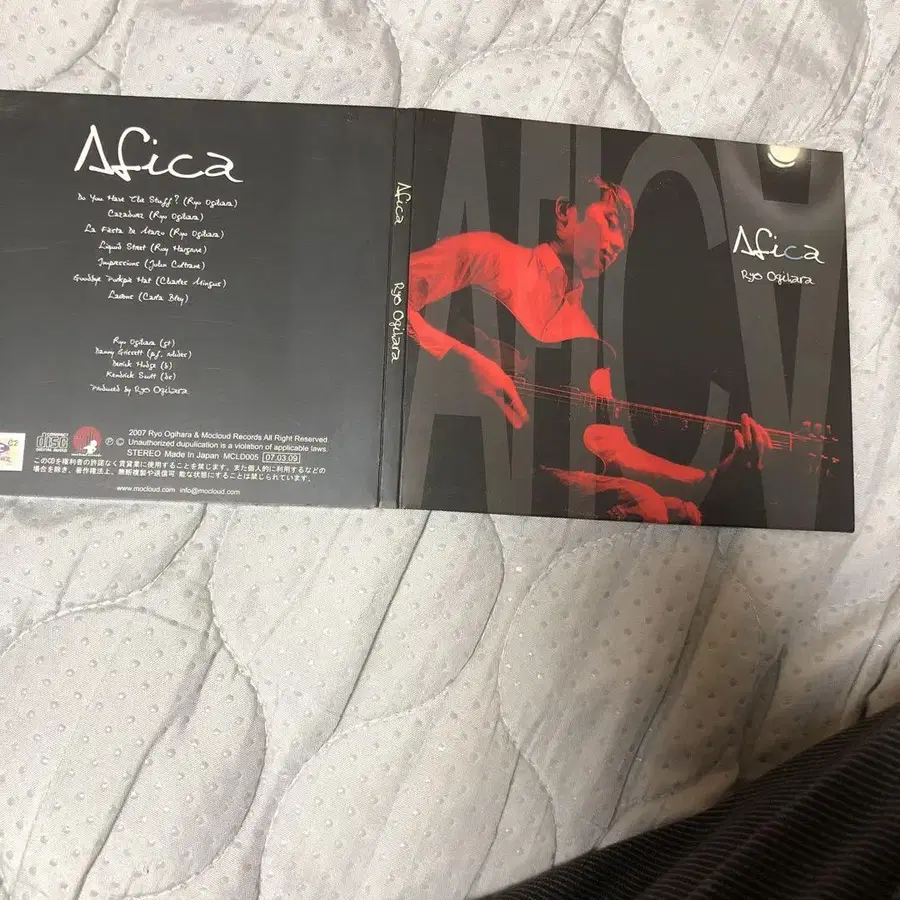 Afica
Do You Have The Stuff? (Ryo Ogihara)
(Ryo Ogihara)
La Fiesta De (Ryo Ogihara)
Liquid Street (Roy Hargrove)
Impressions (John Coltrane)
Goodbye Porkpie Hat (Charles Mingus)
Lawns (Carla Bley)
Ryo Ogihara (gt)
Danny Grissett (p.f. rohdes)
Derrick Hodge (b)
Kendrick Scott (ds)
Produced by Ryo Ogihara
COMPACT
disc
DIGITAL AUDIO
Ⓟ Ⓒ 2007 Ryo Ogihara & Mocloud Records All Right Reserved
Unauthorized dupulication is a violation of applicable laws.
STEREO Made In Japan MCLD005 07.03.09
このCDを権利者の許諾なく賃貸業に使用することを禁じます。また個人的に利用するなどの
場合を除き、著作権法上、無断複製や送信可 能な状態にすることは禁じられています。
www.mocloud.com info@mocloud.com
Afica Ryo Ogihara
AfiCA
Afica
Ryo Ogihara